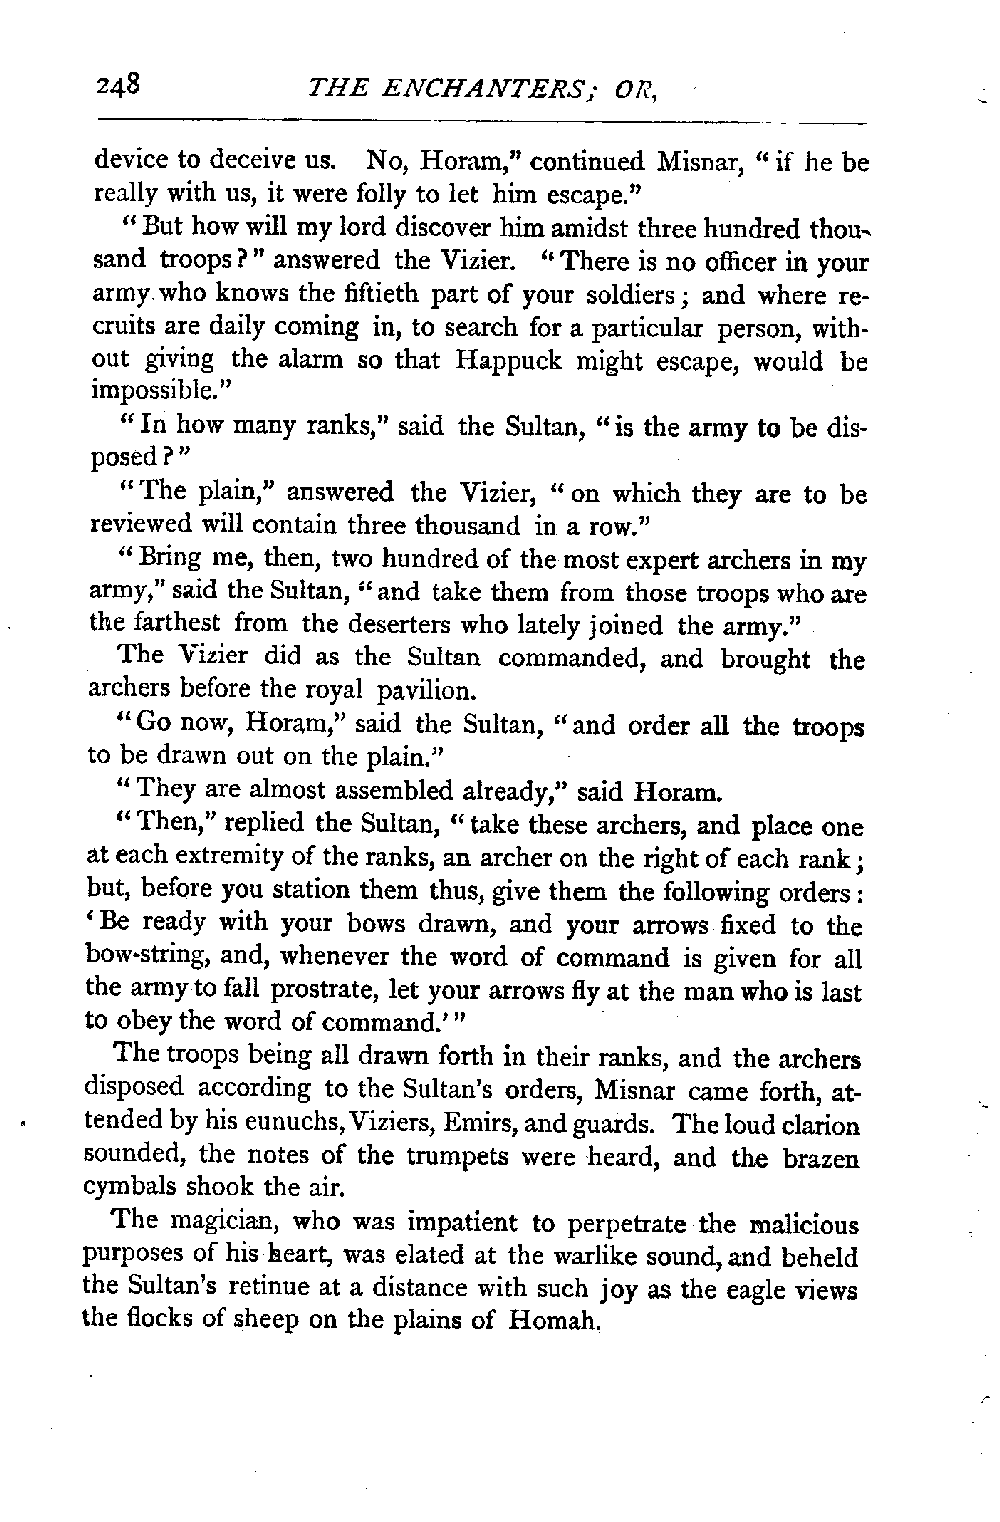 248 THE ENCHANTERS; OR,
device to deceive us. No, Horam,” continued Misnar, “if he be
really with us, it were folly to let him escape.”
“But how will my lord discover him amidst three hundred thou-
sand troops?” answered the Vizier. “There is no officer in your
army who knows the fiftieth part of your soldiers; and where re-
cruits are daily coming in, to search for a particular person, with-
out giving the alarm so that Happuck might escape, would be
impossible.”
“In how many ranks,” said the Sultan, “is the army to be dis-
posed?”
“The plain,” answered the Vizier, “on which they are to be
reviewed will contain three thousand in a row.”
“Bring me, then, two hundred of the most expert archers in my
army,” said the Sultan, “and take them from those troops who are
the farthest from the deserters who lately joined the army.”
The Vizier did as the Sultan commanded, and brought the
archers before the royal pavilion.
“Go now, Horam,” said the Sultan, “and order all the troops
to be drawn out on the plain.”
“They are almost assembled already,” said Horam.
“Then,” replied the Sultan, “take these archers, and place one
at each extremity of the ranks, an archer on the right of each rank;
but, before you station them thus, give them the following orders:
‘Be ready with your bows drawn, and your arrows fixed to the
bow-string, and, whenever the word of command is given for all
the army to fall prostrate, let your arrows fly at the man who is last
to obey the word of command.’”
The troops being all drawn forth in their ranks, and the archers
disposed according to the Sultan's orders, Misnar came forth, at-
tended by his eunuchs, Viziers, Emirs, and guards. The loud clarion
sounded, the notes of the trumpets were heard, and the brazen
cymbals shook the air.
The magician, who was impatient to perpetrate the malicious
purposes of his heart, was elated at the warlike sound, and beheld
the Sultan's retinue at a distance with such joy as the eagle views
the flocks of sheep on the plains of Homah.